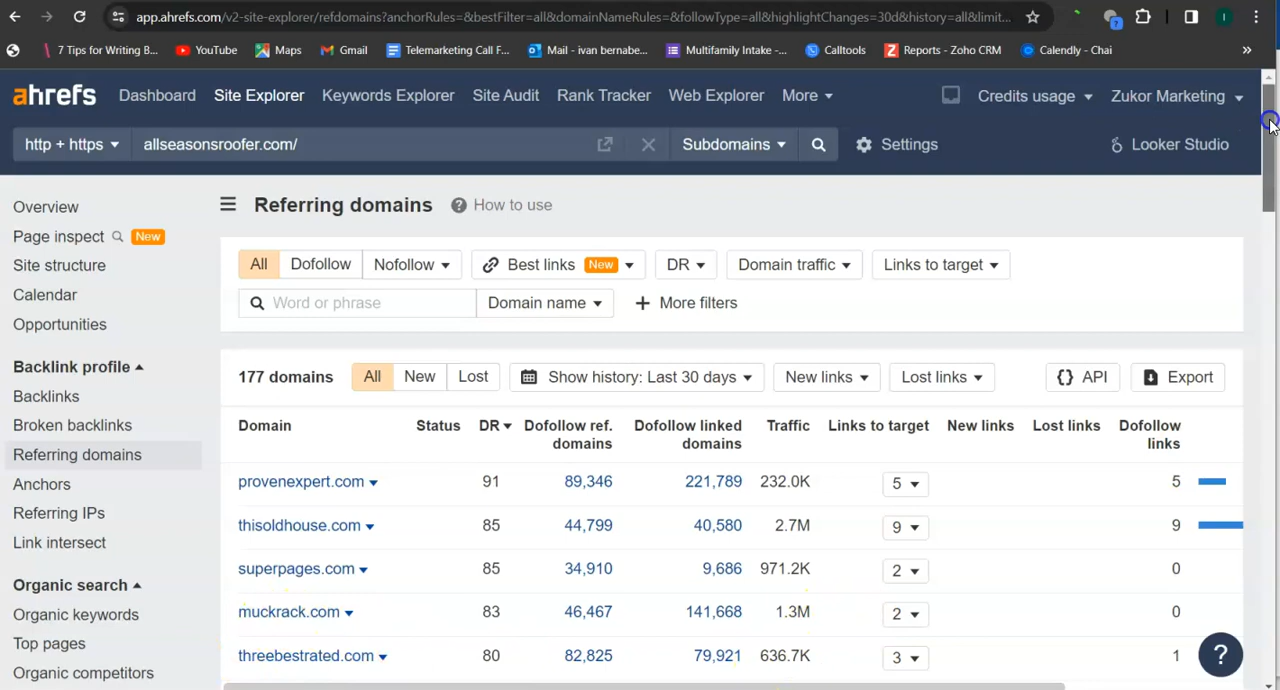 app.ahrefs.com/v2-site-explorer/refdomains?anchorRules=&bestFilter=all&domainNameRules=&followType=all&highlightChanges=30d&history=all&limit...
7
I
7 Tips for Writing B...
YouTube
Maps
Gmail
Telemarketing Call F...
Mail - ivan bernabe...
Multifamily Intake -...
Calltools
Reports - Zoho CRM
Calendly - Chai
»
ahrefs
Dashboard
Site Explorer
Keywords Explorer
Site Audit
Rank Tracker
Web Explorer
More
Credits usage
Zukor Marketing
http + https
allseasonsroofer.com/
Subdomains
Settings
Looker Studio
Overview
Page inspect New
Site structure
Calendar
Opportunities
Backlink profile
Backlinks
Broken backlinks
Referring domains
Anchors
Referring IPs
Link intersect
Organic search
Organic keywords
Top pages
Organic competitors
Referring domains ? How to use
All Dofollow Nofollow Best links New DR Domain traffic Links to target
Word or phrase Domain name + More filters
177 domains All New Lost Show history: Last 30 days New links Lost links {} API Export
Domain Status DR Dofollow ref. domains Dofollow linked domains Traffic Links to target New links Lost links Dofollow links
provenexpert.com 91 89,346 221,789 232.0K 5 5
thisoldhouse.com 85 44,799 40,580 2.7M 9 9
superpages.com 85 34,910 9,686 971.2K 2 0
muckrack.com 83 46,467 141,668 1.3M 2 0
threebestrated.com 80 82,825 79,921 636.7K 3 1
?